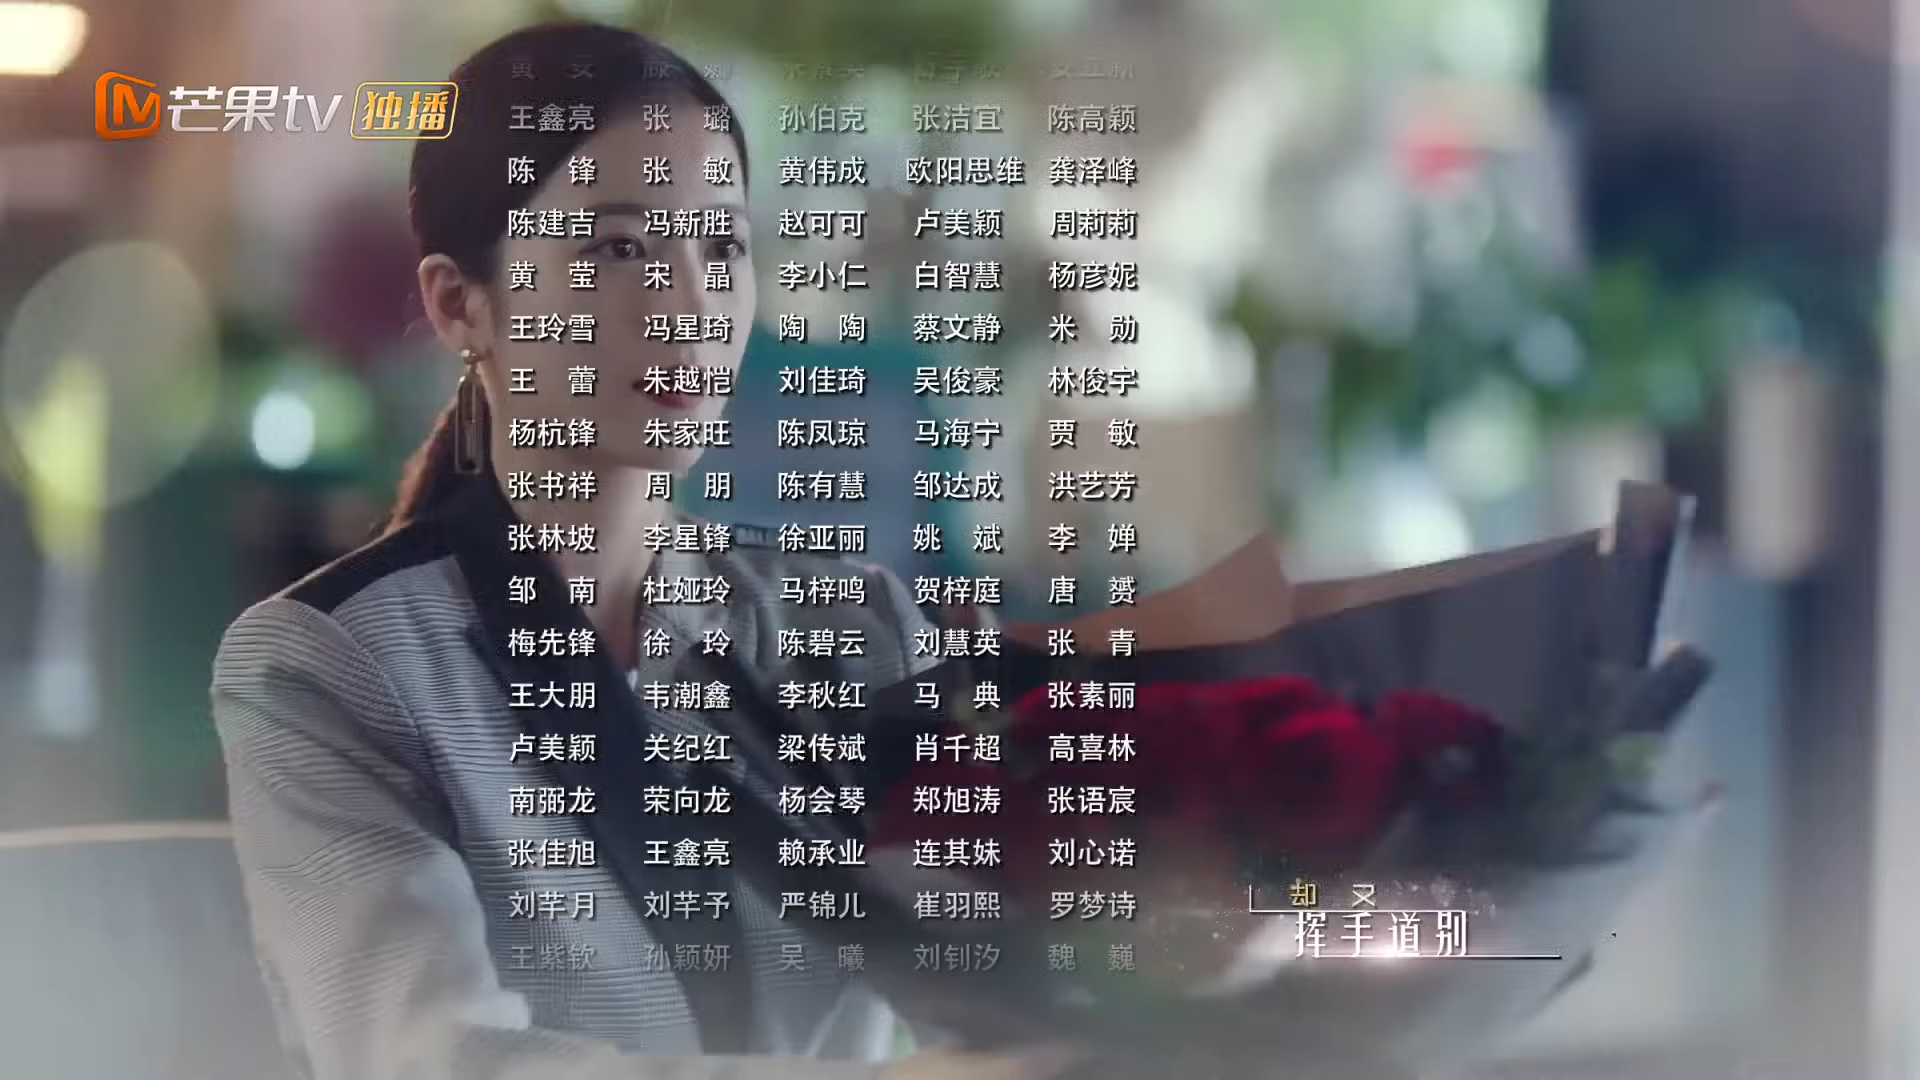 芒果tv 独播
王鑫亮 张 璐 孙伯克 张洁宜 陈高颖
陈 锋 张 敏 黄伟成 欧阳思维 龚泽峰
陈建吉 冯新胜 赵可可 卢美颖 周莉莉
黄 莹 宋 晶 李小仁 白智慧 杨彦妮
王玲雪 冯星琦 陶 陶 蔡文静 米 勋
王 蕾 朱越恺 刘佳琦 吴俊豪 林俊宇
杨杭锋 朱家旺 陈凤琼 马海宁 贾 敏
张书祥 周 朋 陈有慧 邹达成 洪艺芳
张林坡 李星锋 徐亚丽 姚 斌 李 婵
邹 南 杜娅玲 马梓鸣 贺梓庭 唐 赟
梅先锋 徐 玲 陈碧云 刘慧英 张 青
王大朋 韦潮鑫 李秋红 马 典 张素丽
卢美颖 关纪红 梁传斌 肖千超 高喜林
南弼龙 荣向龙 杨会琴 郑旭涛 张语宸
张佳旭 王鑫亮 赖承业 连其妹 刘心诺
刘芊月 刘芊予 严锦儿 崔羽熙 罗梦诗
王紫钦 孙颖妍 吴 曦 刘钊汐 魏 巍
却又
挥手道别